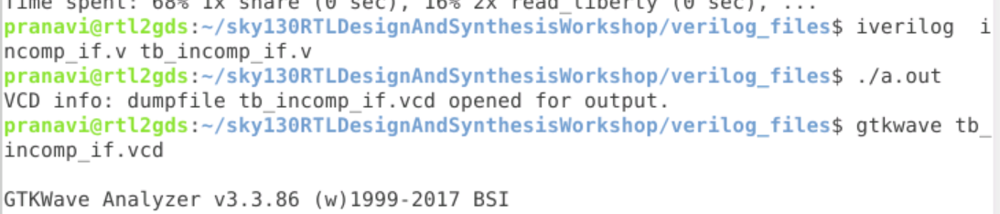 Time spent: 68% 1x share (0 sec), 16% 2x read_liberty (0 sec), ...
pranavi@rtl2gds:~/sky130RTLDesignAndSynthesisWorkshop/verilog_files$ iverilog  i
ncomp_if.v tb_incomp_if.v
pranavi@rtl2gds:~/sky130RTLDesignAndSynthesisWorkshop/verilog_files$ ./a.out
VCD info: dumpfile tb_incomp_if.vcd opened for output.
pranavi@rtl2gds:~/sky130RTLDesignAndSynthesisWorkshop/verilog_files$ gtkwave tb_
incomp_if.vcd
GTKWave Analyzer v3.3.86 (w)1999-2017 BSI